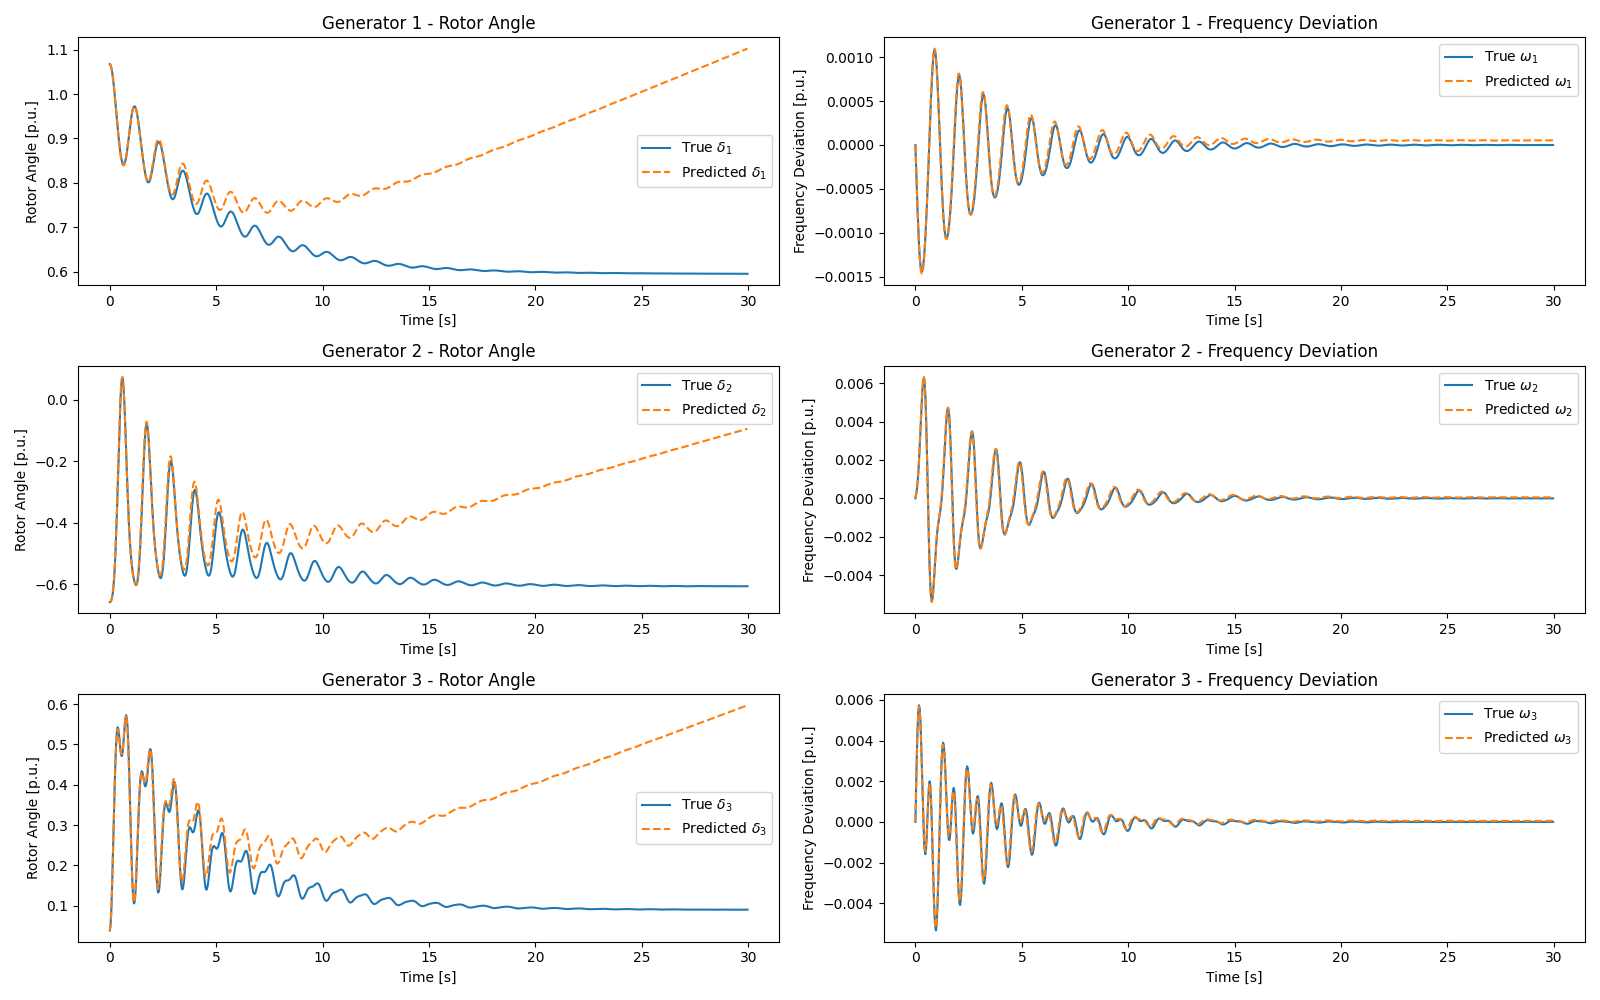 Generator 1 - Rotor Angle
Rotor Angle [p.u.]
1.1
1.0
0.9
0.8
0.7
0.6
True δ₁
Predicted δ₁
0 5 10 15 20 25 30
Time [s]
Generator 1 - Frequency Deviation
Frequency Deviation [p.u.]
0.0010
0.0005
0.0000
−0.0005
−0.0010
−0.0015
True ω₁
Predicted ω₁
0 5 10 15 20 25 30
Time [s]
Generator 2 - Rotor Angle
Rotor Angle [p.u.]
0.0
−0.2
−0.4
−0.6
True δ₂
Predicted δ₂
0 5 10 15 20 25 30
Time [s]
Generator 2 - Frequency Deviation
Frequency Deviation [p.u.]
0.006
0.004
0.002
0.000
−0.002
−0.004
True ω₂
Predicted ω₂
0 5 10 15 20 25 30
Time [s]
Generator 3 - Rotor Angle
Rotor Angle [p.u.]
0.6
0.5
0.4
0.3
0.2
0.1
True δ₃
Predicted δ₃
0 5 10 15 20 25 30
Time [s]
Generator 3 - Frequency Deviation
Frequency Deviation [p.u.]
0.006
0.004
0.002
0.000
−0.002
−0.004
True ω₃
Predicted ω₃
0 5 10 15 20 25 30
Time [s]